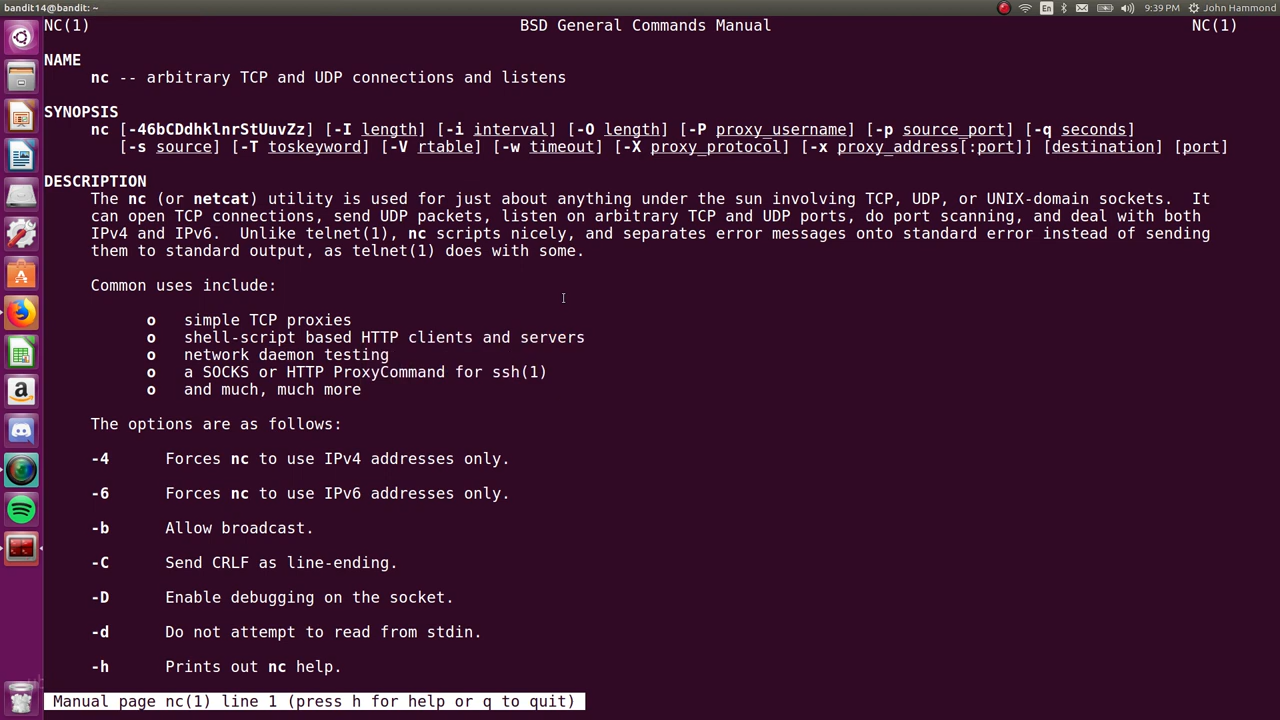 bandit14@bandit: ~
En
9:39 PM
John Hammond
NC(1) BSD General Commands Manual NC(1)
NAME
nc -- arbitrary TCP and UDP connections and listens
SYNOPSIS
nc [-46bCDdhklnrStUuvZz] [-I length] [-i interval] [-O length] [-P proxy_username] [-p source_port] [-q seconds]
[-s source] [-T toskeyword] [-V rtable] [-w timeout] [-X proxy_protocol] [-x proxy_address[:port]] [destination] [port]
DESCRIPTION
The nc (or netcat) utility is used for just about anything under the sun involving TCP, UDP, or UNIX-domain sockets. It
can open TCP connections, send UDP packets, listen on arbitrary TCP and UDP ports, do port scanning, and deal with both
IPv4 and IPv6. Unlike telnet(1), nc scripts nicely, and separates error messages onto standard error instead of sending
them to standard output, as telnet(1) does with some.
Common uses include:
o simple TCP proxies
o shell-script based HTTP clients and servers
o network daemon testing
o a SOCKS or HTTP ProxyCommand for ssh(1)
o and much, much more
The options are as follows:
-4 Forces nc to use IPv4 addresses only.
-6 Forces nc to use IPv6 addresses only.
-b Allow broadcast.
-C Send CRLF as line-ending.
-D Enable debugging on the socket.
-d Do not attempt to read from stdin.
-h Prints out nc help.
Manual page nc(1) line 1 (press h for help or q to quit)